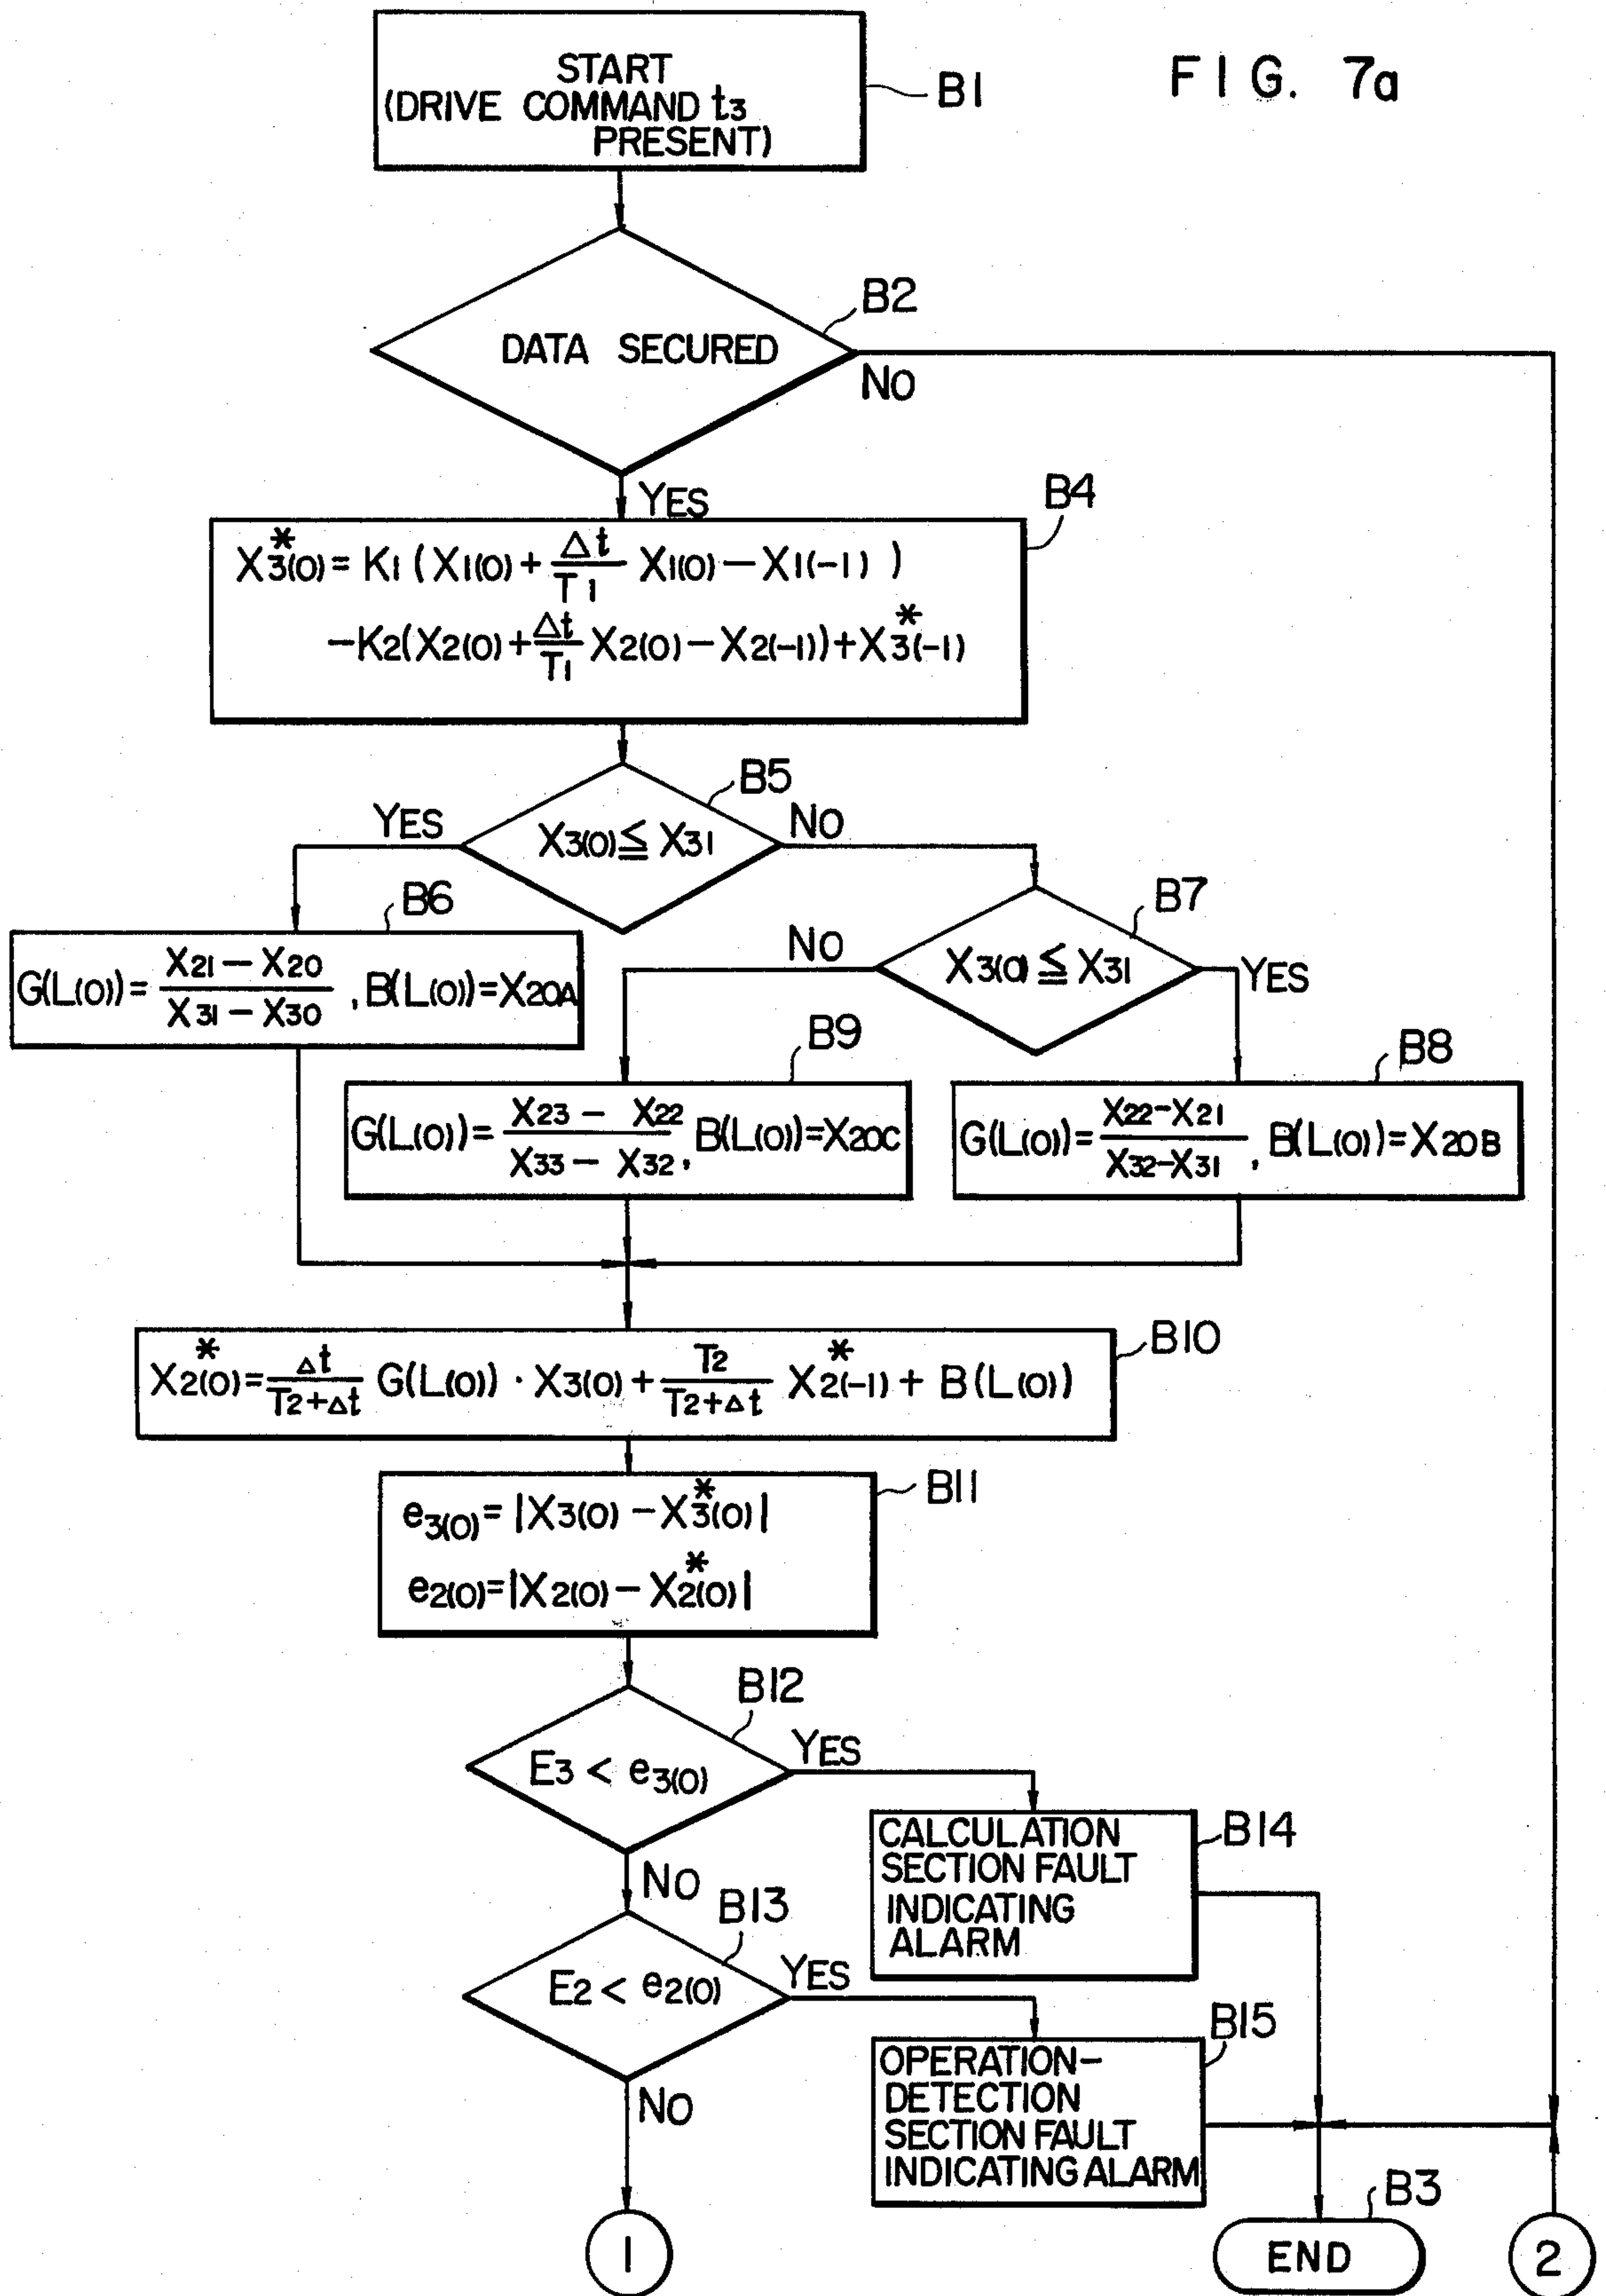 FIG. 7a
START
(DRIVE COMMAND t3
PRESENT)
B1
B2
DATA SECURED
NO
YES
B4
X*3(0) = K1 (X1(0) + Δt/T1 X1(0) – X1(-1))
–K2(X2(0) + Δt/T1 X2(0) – X2(-1)) + X*3(-1)
B5
YES
X3(0) ≦ X31
NO
B6
B7
G(L(0)) = X21 – X20 / X31 – X30 , B(L(0)) = X20A
NO
X3(0) ≦ X31
YES
B9
B8
G(L(0)) = X23 – X22 / X33 – X32, B(L(0)) = X20C
G(L(0)) = X22–X21 / X32–X31 , B(L(0)) = X20B
B10
X*2(0) = Δt/T2+Δt G(L(0)) · X3(0) + T2/T2+Δt X*2(-1) + B(L(0))
B11
e3(0) = |X3(0) – X*3(0)|
e2(0) = |X2(0) – X*2(0)|
B12
E3 < e3(0)
YES
NO
CALCULATION
SECTION FAULT
INDICATING
ALARM
B14
B13
E2 < e2(0)
YES
NO
B15
OPERATION–
DETECTION
SECTION FAULT
INDICATING ALARM
B3
1
END
2